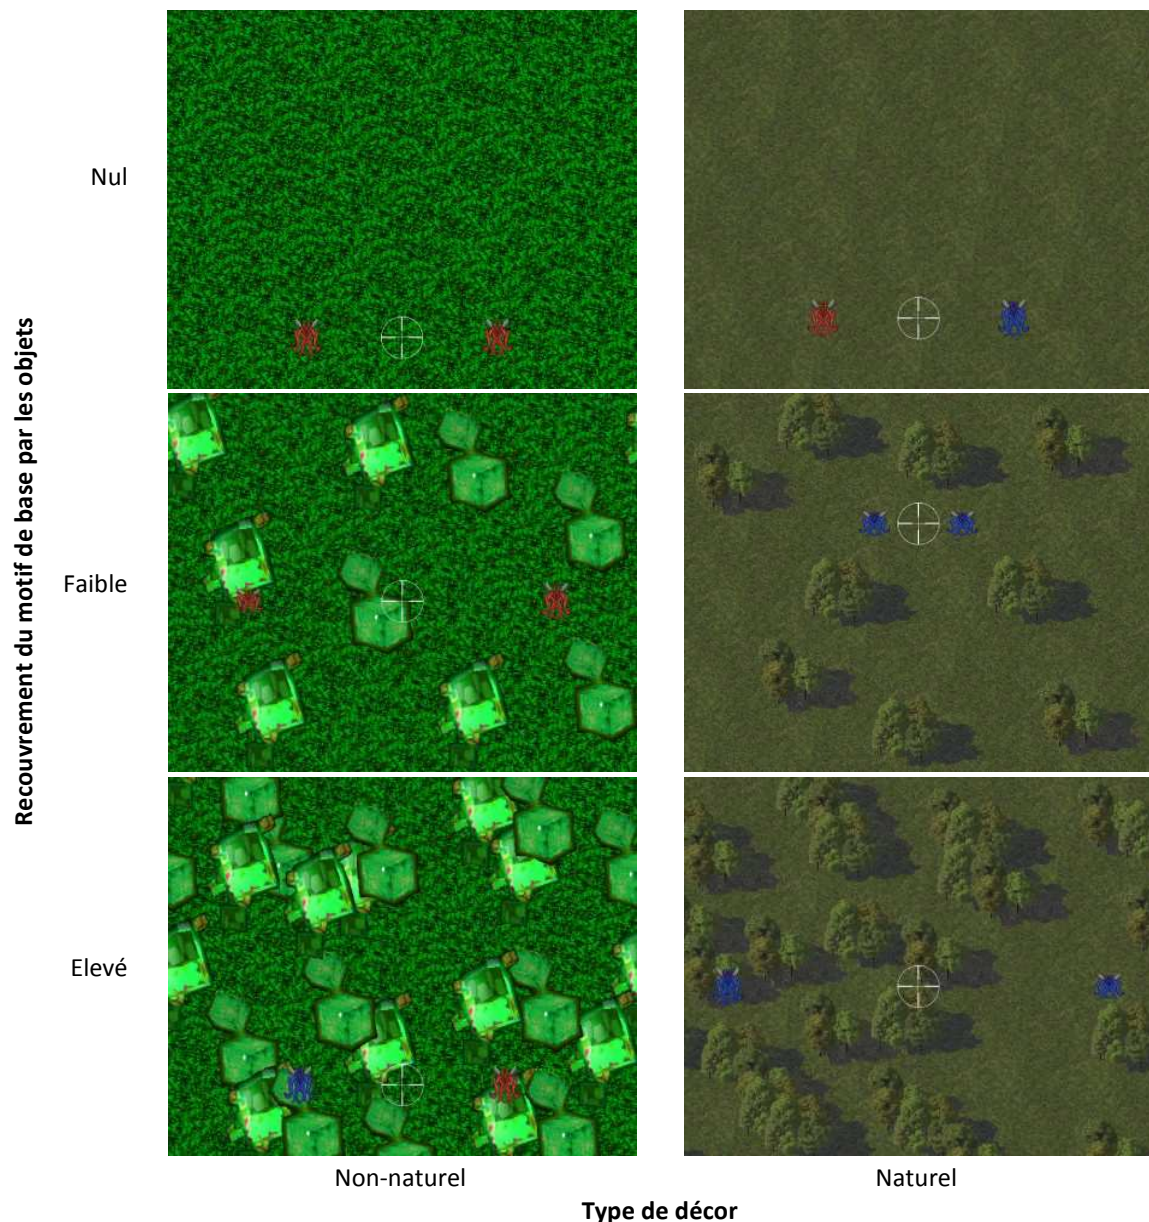 Recouvrement du motif de base par les objets
Nul
Faible
Elevé
Non-naturel
Naturel
Type de décor